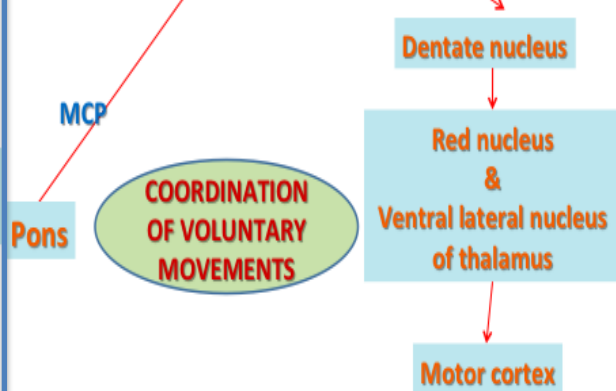 Dentate nucleus
MCP
Red nucleus
&
Ventral lateral nucleus
of thalamus
Pons
COORDINATION
OF VOLUNTARY
MOVEMENTS
Motor cortex